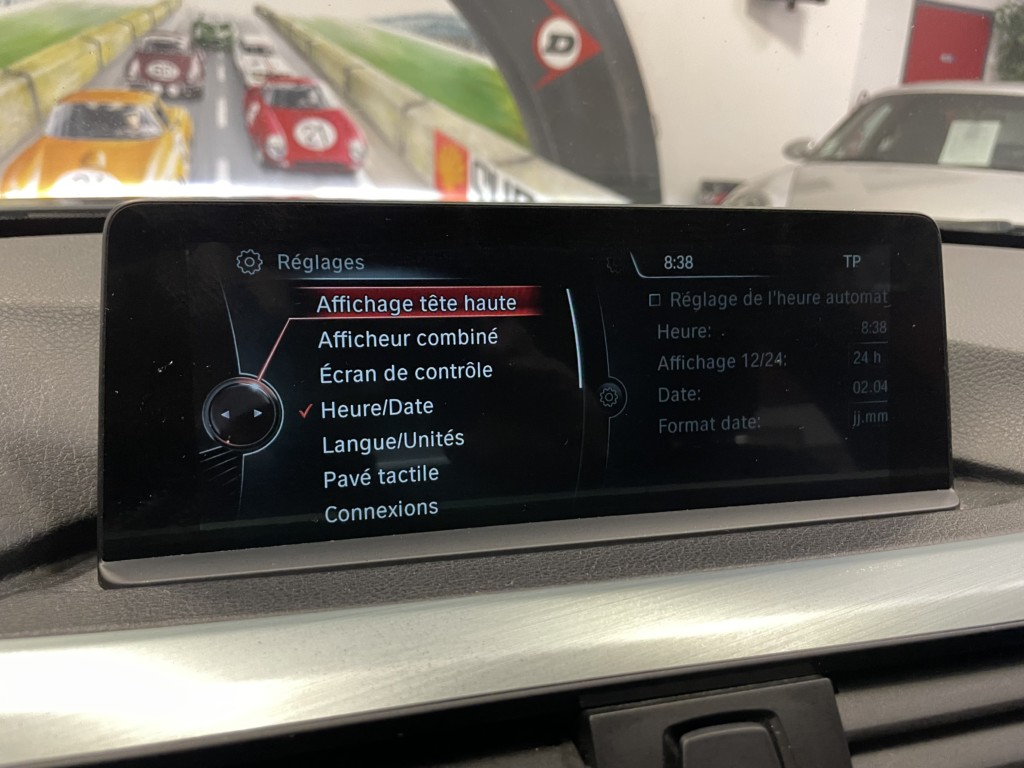 D
21
Réglages
8:38
TP
Affichage tête haute
Afficheur combiné
Écran de contrôle
Heure/Date
Langue/Unités
Pavé tactile
Connexions
Réglage de l'heure automat
Heure: 8:38
Affichage 12/24: 24 h
Date: 02.04
Format date: jj.mm